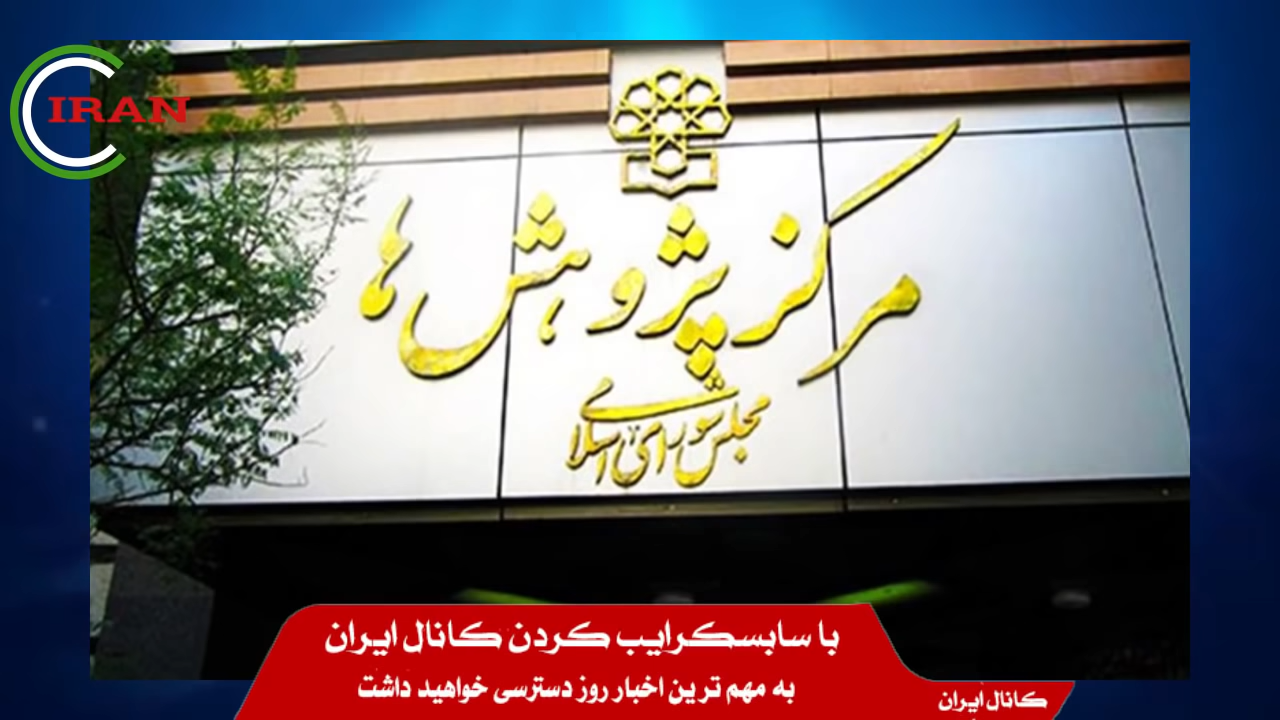 IRAN
مرکز پژوهش ها
مجلس شورای اسلامی
با سابسکرایب کردن کانال ایران
به مهم ترین اخبار روز دسترسی خواهید داشت
کانال ایران